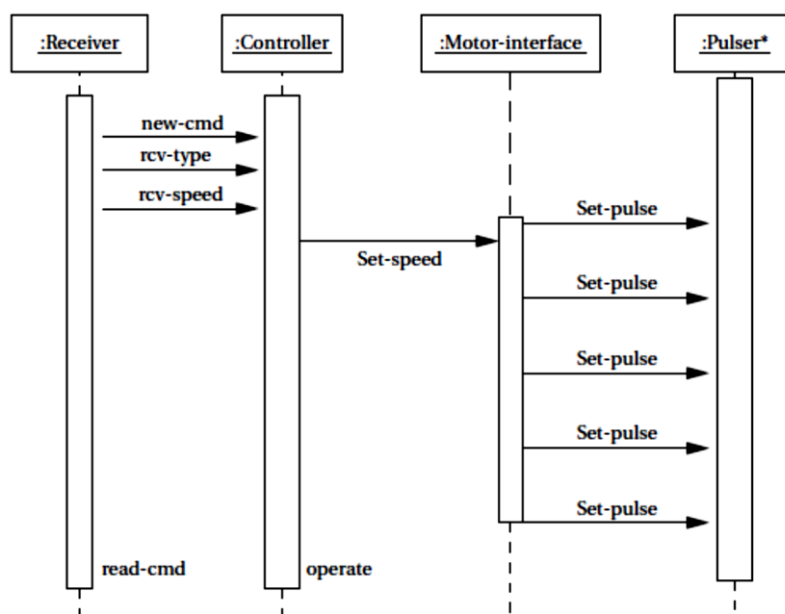 :Receiver
:Controller
:Motor-interface
:Pulser*
new-cmd
rcv-type
rcv-speed
Set-pulse
Set-speed
Set-pulse
Set-pulse
Set-pulse
Set-pulse
read-cmd
operate